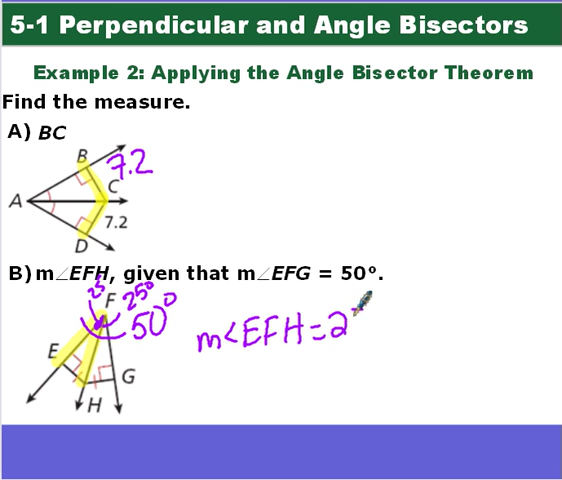 5-1 Perpendicular and Angle Bisectors
Example 2: Applying the Angle Bisector Theorem
Find the measure.
A) BC
B
7.2
C
A
7.2
D
B) m∠EFH, given that m∠EFG = 50°.
25
F
25°
50°
m<EFH=2
E
G
H